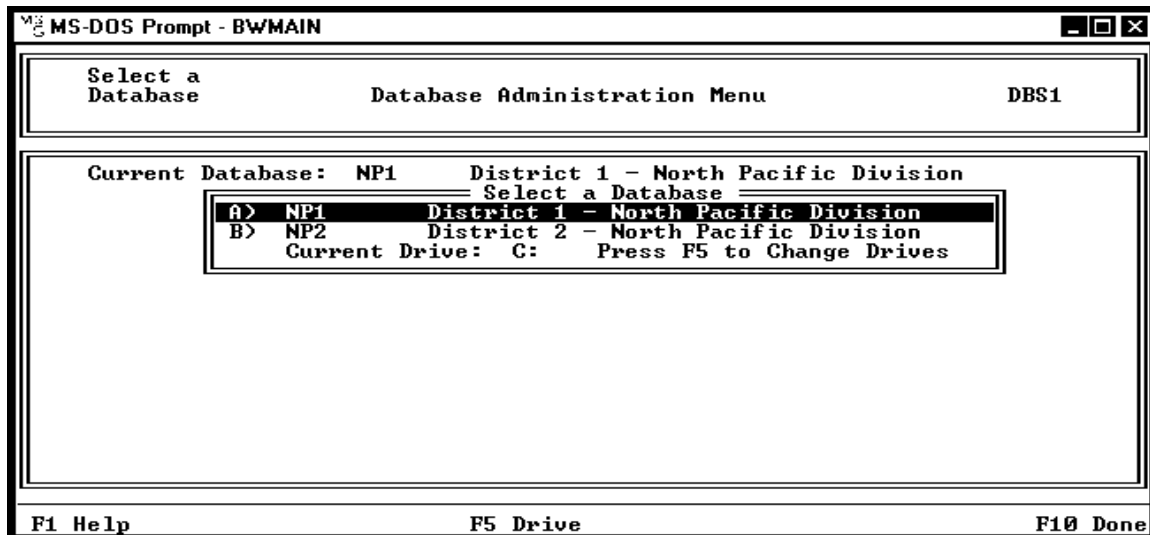 MS-DOS Prompt - BWMAIN
Select a
Database Database Administration Menu DBS1
Current Database: NP1 District 1 - North Pacific Division
Select a Database
A> NP1 District 1 - North Pacific Division
B> NP2 District 2 - North Pacific Division
Current Drive: C: Press F5 to Change Drives
F1 Help F5 Drive F10 Done